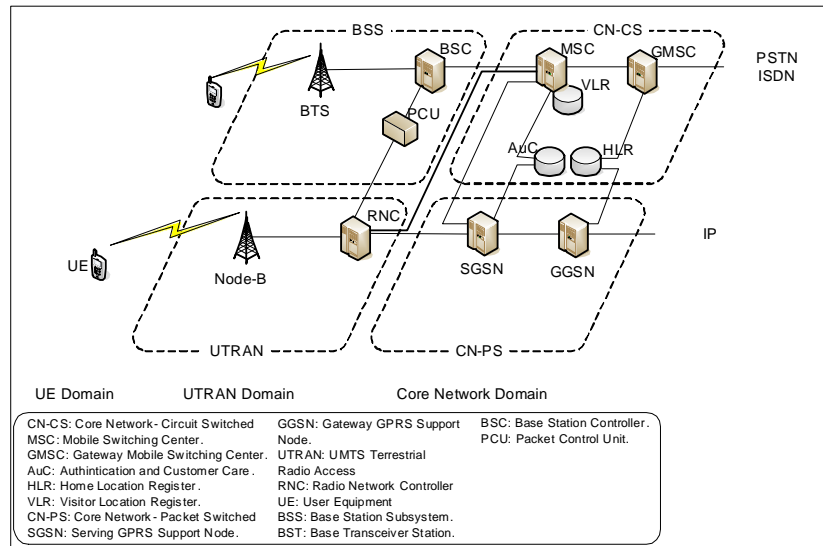 BSS
CN-CS
BSC
MSC
GMSC
PSTN
ISDN
VLR
BTS
PCU
AuC
HLR
RNC
IP
UE
Node-B
SGSN
GGSN
UTRAN
CN-PS
UE Domain
UTRAN Domain
Core Network Domain
CN-CS: Core Network- Circuit Switched
MSC: Mobile Switching Center.
GMSC: Gateway Mobile Switching Center.
AuC: Authintication and Customer Care.
HLR: Home Location Register.
VLR: Visitor Location Register.
CN-PS: Core Network- Packet Switched
SGSN: Serving GPRS Support Node.
GGSN: Gateway GPRS Support
Node.
UTRAN: UMTS Terrestrial
Radio Access
RNC: Radio Network Controller
UE: User Equipment
BSS: Base Station Subsystem.
BST: Base Transceiver Station.
BSC: Base Station Controller.
PCU: Packet Control Unit.